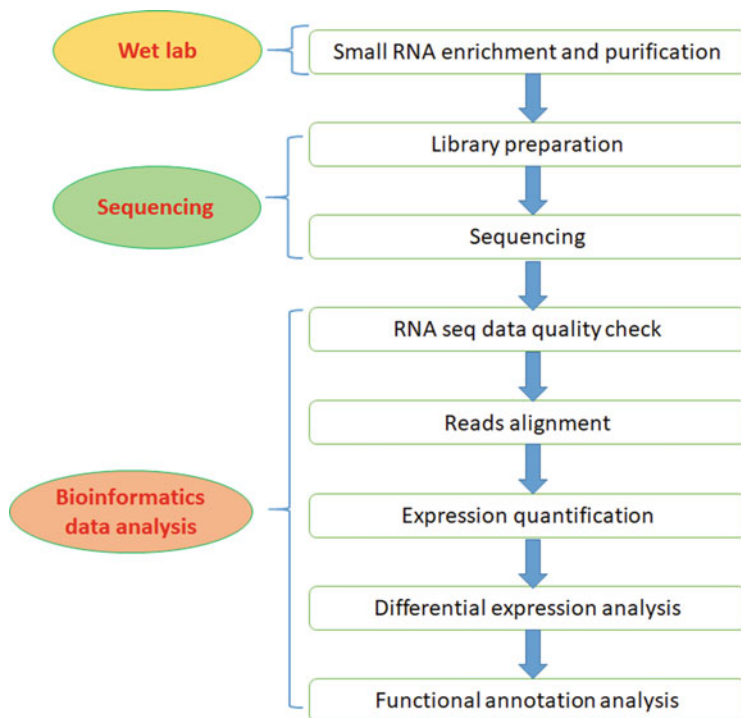 Wet lab
Small RNA enrichment and purification
Library preparation
Sequencing
Sequencing
RNA seq data quality check
Reads alignment
Bioinformatics
data analysis
Expression quantification
Differential expression analysis
Functional annotation analysis